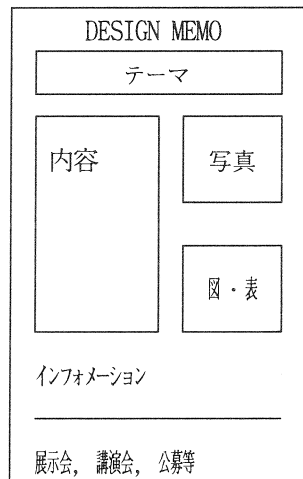 DESIGN MEMO
テーマ
内容
写真
図・表
インフォメーション
展示会, 講演会, 公募等